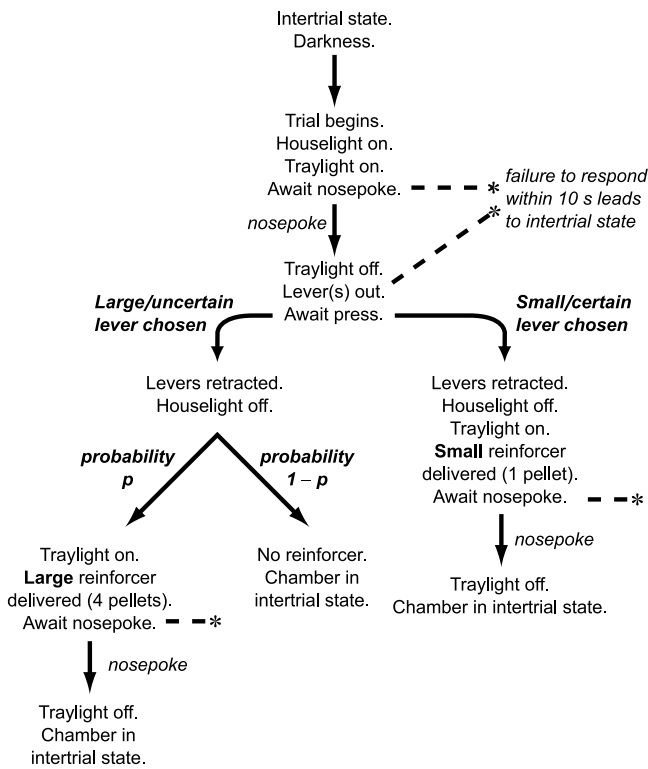 Intertrial state.
Darkness.
Trial begins.
Houselight on.
Traylight on.
Await nosepoke.
* failure to respond
* within 10 s leads
to intertrial state
nosepoke
Traylight off.
Lever(s) out.
Await press.
Large/uncertain
lever chosen
Small/certain
lever chosen
Levers retracted.
Houselight off.
probability
p
probability
1 – p
Traylight on.
Large reinforcer
delivered (4 pellets).
Await nosepoke. *
nosepoke
Traylight off.
Chamber in
intertrial state.
No reinforcer.
Chamber in
intertrial state.
Levers retracted.
Houselight off.
Traylight on.
Small reinforcer
delivered (1 pellet).
Await nosepoke. *
nosepoke
Traylight off.
Chamber in intertrial state.